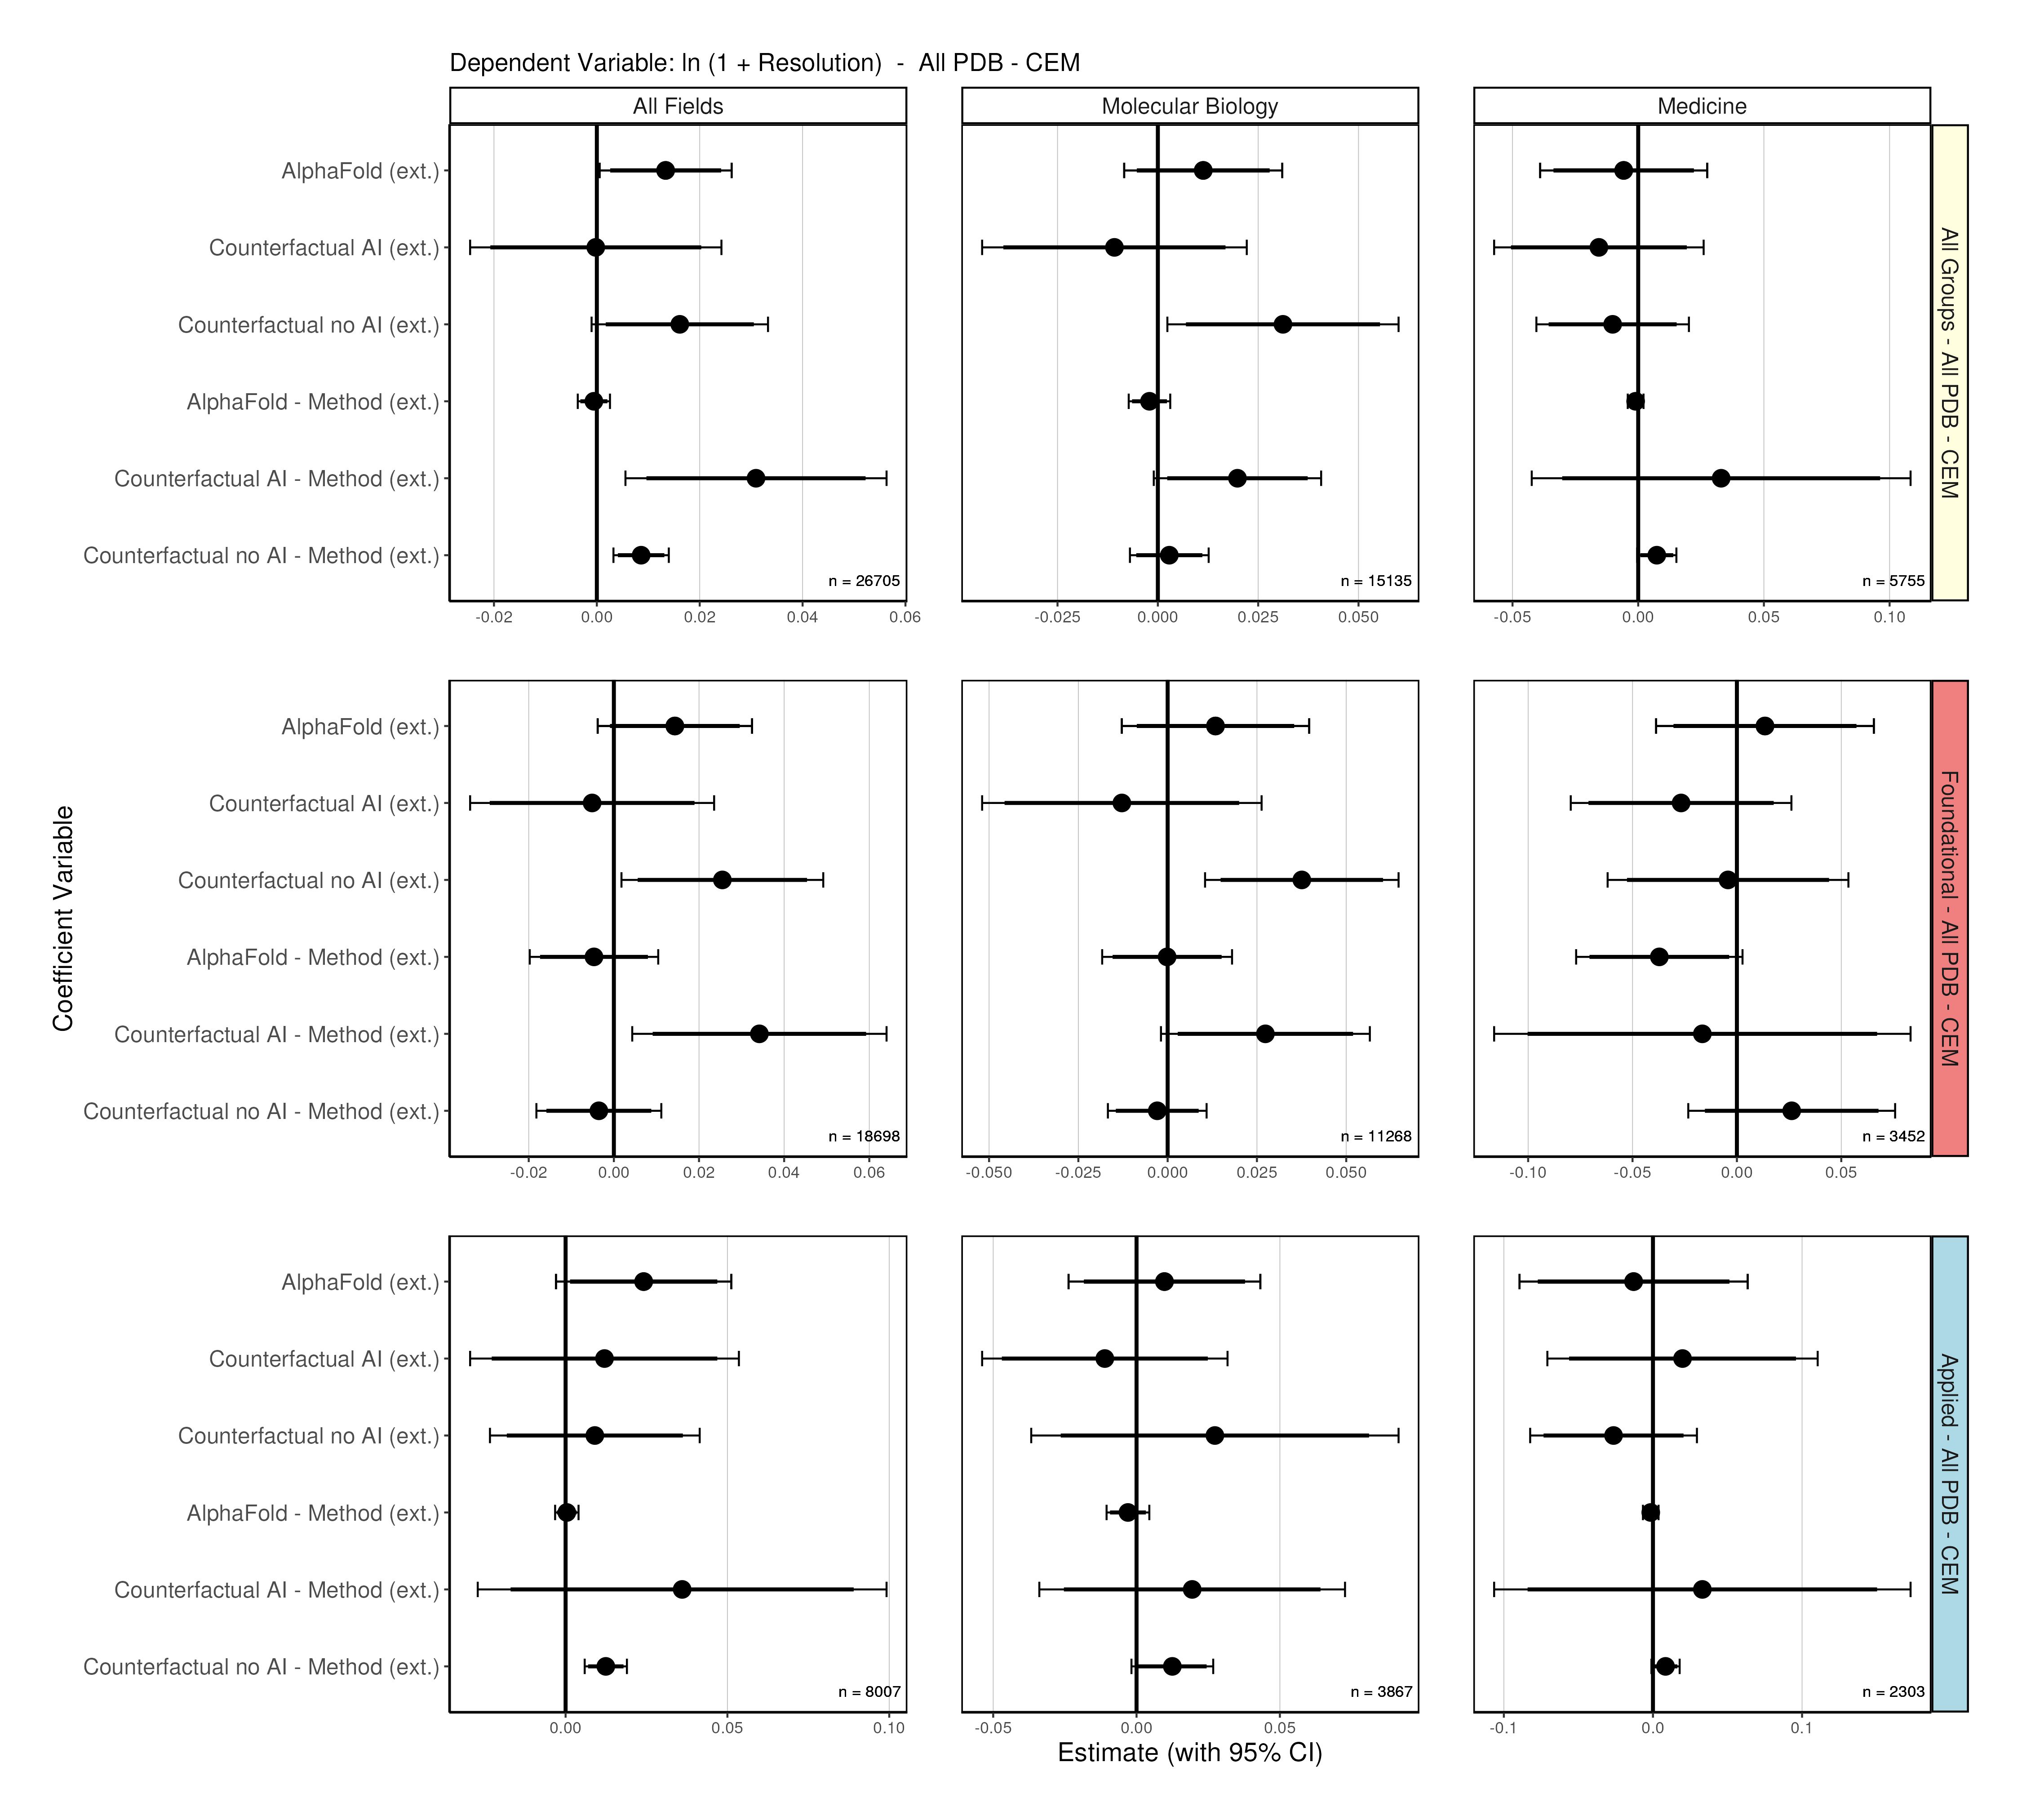 Dependent Variable: ln (1 + Resolution)  -  All PDB - CEM
All Fields
Molecular Biology
Medicine
AlphaFold (ext.)
Counterfactual AI (ext.)
Counterfactual no AI (ext.)
AlphaFold - Method (ext.)
Counterfactual AI - Method (ext.)
Counterfactual no AI - Method (ext.)
n = 26705
n = 15135
n = 5755
All Groups - All PDB - CEM
-0.02 0.00 0.02 0.04 0.06
-0.025 0.000 0.025 0.050
-0.05 0.00 0.05 0.10
Coefficient Variable
AlphaFold (ext.)
Counterfactual AI (ext.)
Counterfactual no AI (ext.)
AlphaFold - Method (ext.)
Counterfactual AI - Method (ext.)
Counterfactual no AI - Method (ext.)
n = 18698
n = 11268
n = 3452
Foundational - All PDB - CEM
-0.02 0.00 0.02 0.04 0.06
-0.050 -0.025 0.000 0.025 0.050
-0.10 -0.05 0.00 0.05
AlphaFold (ext.)
Counterfactual AI (ext.)
Counterfactual no AI (ext.)
AlphaFold - Method (ext.)
Counterfactual AI - Method (ext.)
Counterfactual no AI - Method (ext.)
n = 8007
n = 3867
n = 2303
Applied - All PDB - CEM
0.00 0.05 0.10
-0.05 0.00 0.05
-0.1 0.0 0.1
Estimate (with 95% CI)